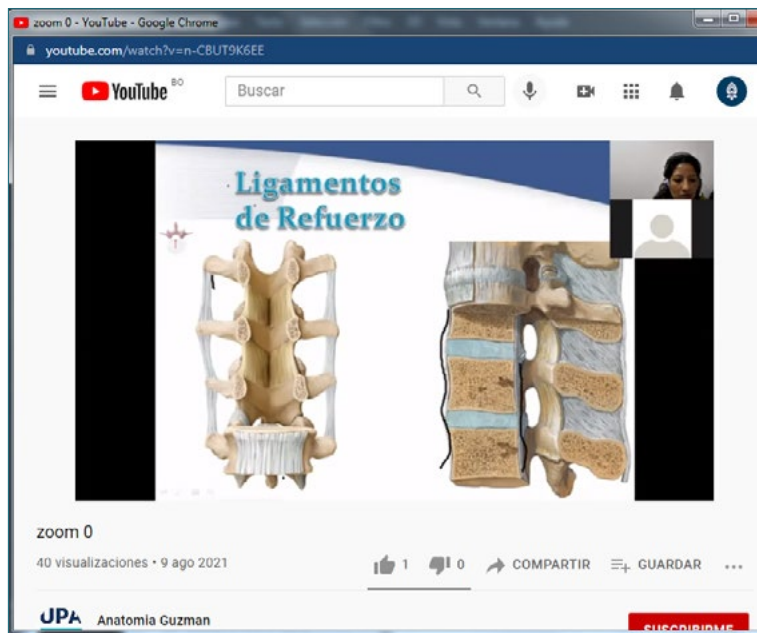 zoom 0 - YouTube - Google Chrome
youtube.com/watch?v=n-CBUT9K6EE
YouTube BO
Buscar
Ligamentos
de Refuerzo
zoom 0
40 visualizaciones • 9 ago 2021
1
0
COMPARTIR
GUARDAR
UPA
Anatomia Guzman
SUSCRIBIRME